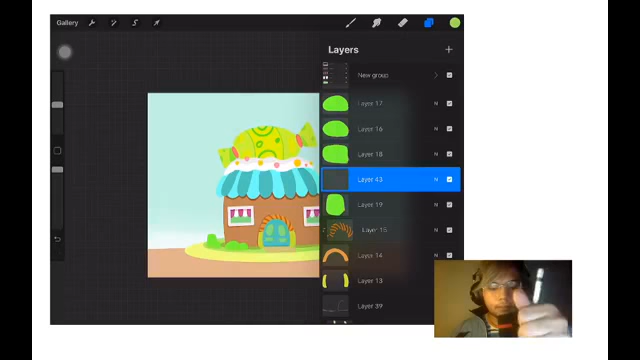 Gallery
Layers
New group
Layer 17
N
Layer 16
N
Layer 18
N
Layer 43
N
Layer 19
N
Layer 15
N
Layer 14
N
Layer 13
N
Layer 39
N